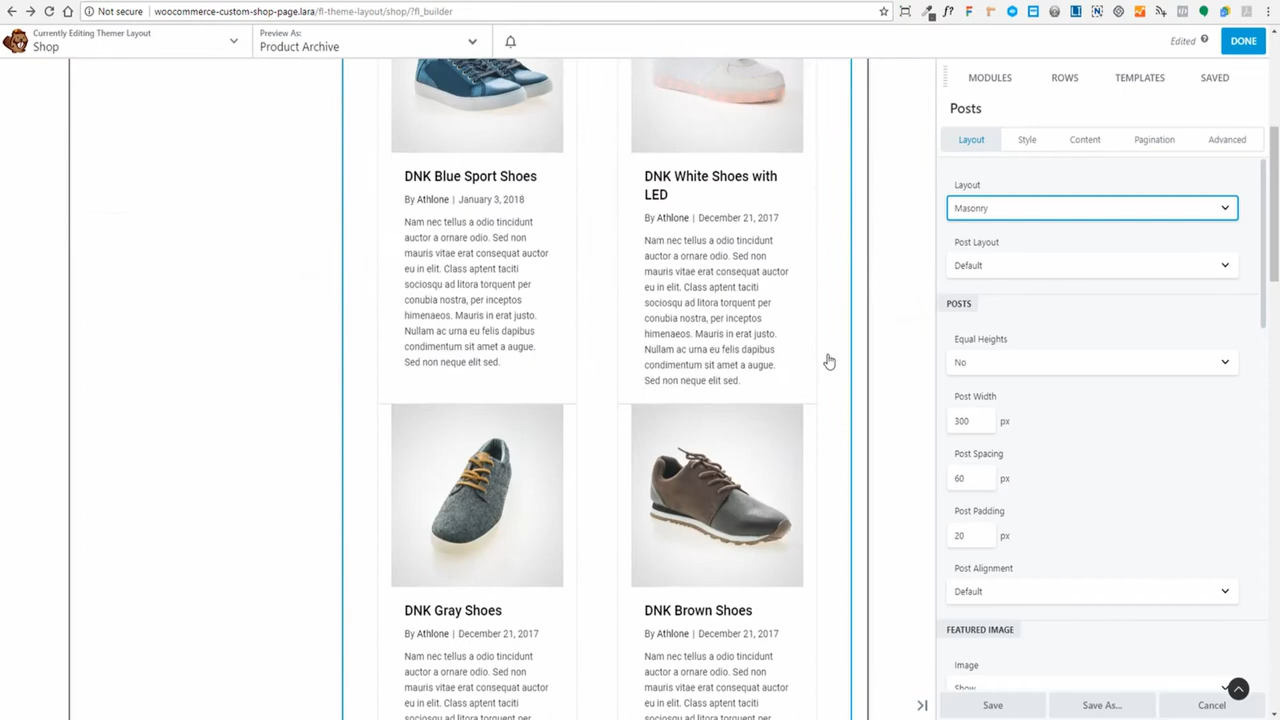 Not secure | woocommerce-custom-shop-page.lara/fl-theme-layout/shop/?fl_builder
Currently Editing Themer Layout
Shop
Preview As:
Product Archive
Edited
DONE
DNK Blue Sport Shoes
By Athlone | January 3, 2018
Nam nec tellus a odio tincidunt
auctor a ornare odio. Sed non
mauris vitae erat consequat auctor
eu in elit. Class aptent taciti
sociosqu ad litora torquent per
conubia nostra, per inceptos
himenaeos. Mauris in erat justo.
Nullam ac urna eu felis dapibus
condimentum sit amet a augue.
Sed non neque elit sed.
DNK White Shoes with
LED
By Athlone | December 21, 2017
Nam nec tellus a odio tincidunt
auctor a ornare odio. Sed non
mauris vitae erat consequat auctor
eu in elit. Class aptent taciti
sociosqu ad litora torquent per
conubia nostra, per inceptos
himenaeos. Mauris in erat justo.
Nullam ac urna eu felis dapibus
condimentum sit amet a augue.
Sed non neque elit sed.
DNK Gray Shoes
By Athlone | December 21, 2017
Nam nec tellus a odio tincidunt
auctor a ornare odio. Sed non
mauris vitae erat consequat auctor
eu in elit. Class aptent taciti
sociosqu ad litora torquent per
DNK Brown Shoes
By Athlone | December 21, 2017
Nam nec tellus a odio tincidunt
auctor a ornare odio. Sed non
mauris vitae erat consequat auctor
eu in elit. Class aptent taciti
sociosqu ad litora torquent per
MODULES ROWS TEMPLATES SAVED
Posts
Layout Style Content Pagination Advanced
Layout
Masonry
Post Layout
Default
POSTS
Equal Heights
No
Post Width
300 px
Post Spacing
60 px
Post Padding
20 px
Post Alignment
Default
FEATURED IMAGE
Image
Show
Save Save As... Cancel